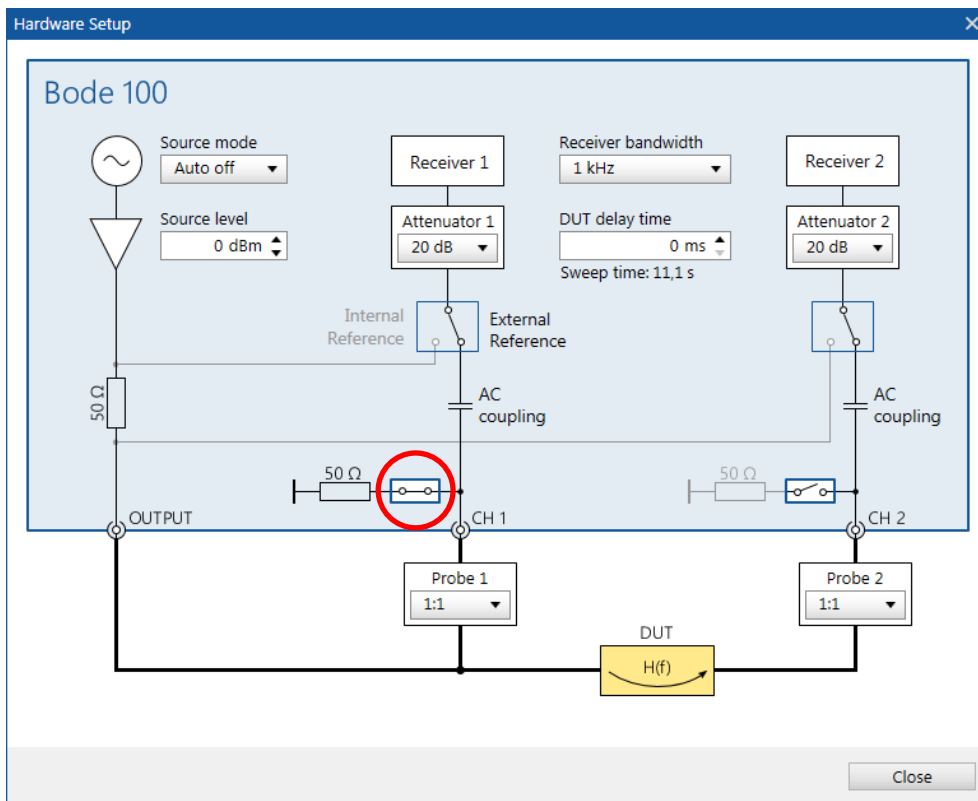 Hardware Setup
Bode 100
Source mode
Auto off
Source level
0 dBm
Receiver 1
Attenuator 1
20 dB
Receiver bandwidth
1 kHz
DUT delay time
0 ms
Sweep time: 11,1 s
Receiver 2
Attenuator 2
20 dB
Internal
Reference
External
Reference
50 Ω
AC
coupling
AC
coupling
50 Ω
50 Ω
OUTPUT
CH 1
CH 2
Probe 1
1:1
Probe 2
1:1
DUT
H(f)
Close